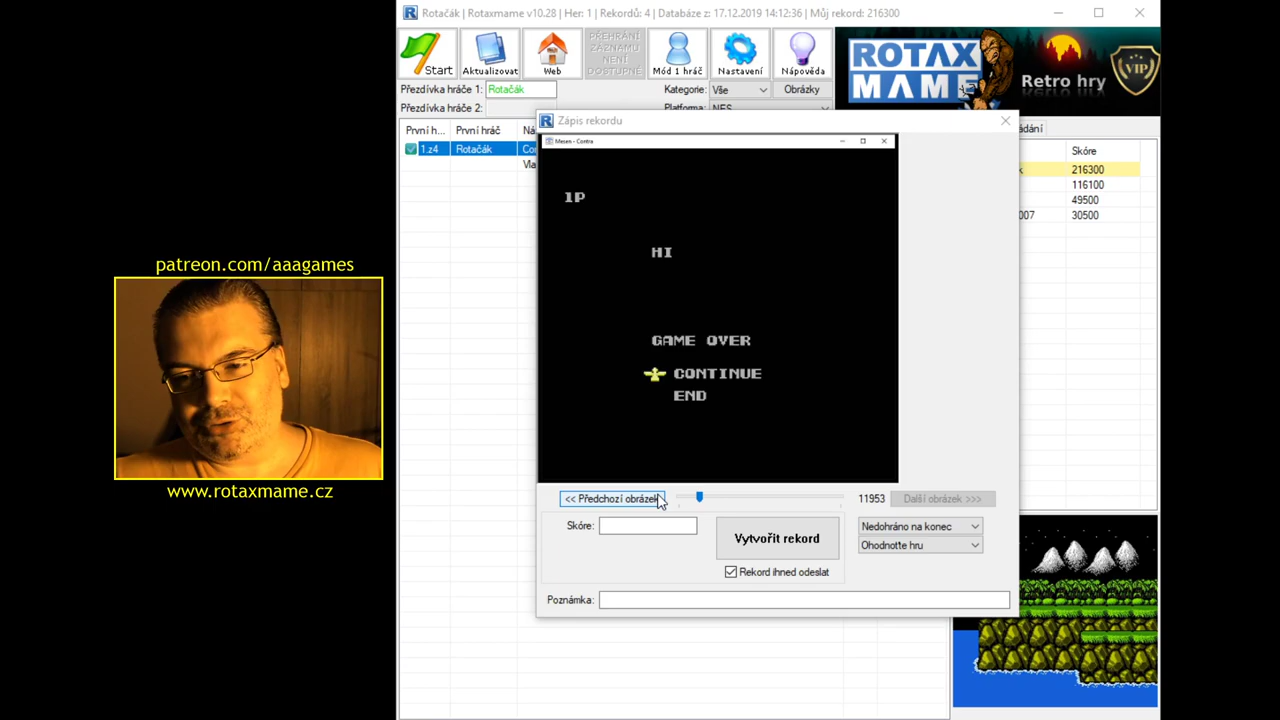 Rotačák | Rotaxmame v10.28 | Her: 1 | Rekordů: 4 | Databáze z: 17.12.2019 14:12:36 | Můj rekord: 216300
Start
Aktualizovat
Web
PŘEHRÁNÍ
ZÁZNAMU
NENÍ
DOSTUPNÉ
Mód 1 hráč
Nastavení
Nápověda
ROTAX
MAME
Retro hry
VIP
Přezdívka hráče 1:
Rotačák
Kategorie:
Vše
Obrázky
Přezdívka hráče 2:
Platforma:
NES
Zápis rekordu
První h...
První hráč
1.z4
Rotačák
Mesen - Contra
1P
HI
GAME OVER
CONTINUE
END
Skóre
216300
116100
49500
007
30500
<< Předchozí obrázek
11953
Další obrázek >>>
Skóre:
Vytvořit rekord
Nedohráno na konec
Ohodnoťte hru
Rekord ihned odeslat
Poznámka:
patreon.com/aaagames
www.rotaxmame.cz